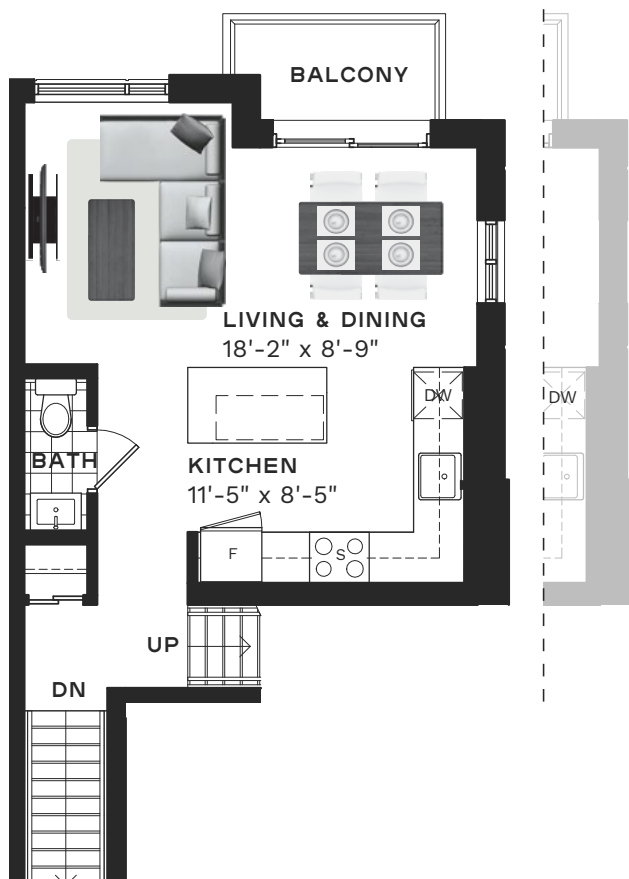 BALCONY
LIVING & DINING
18'-2" x 8'-9"
DW
DW
BATH
KITCHEN
11'-5" x 8'-5"
F
S
UP
DN